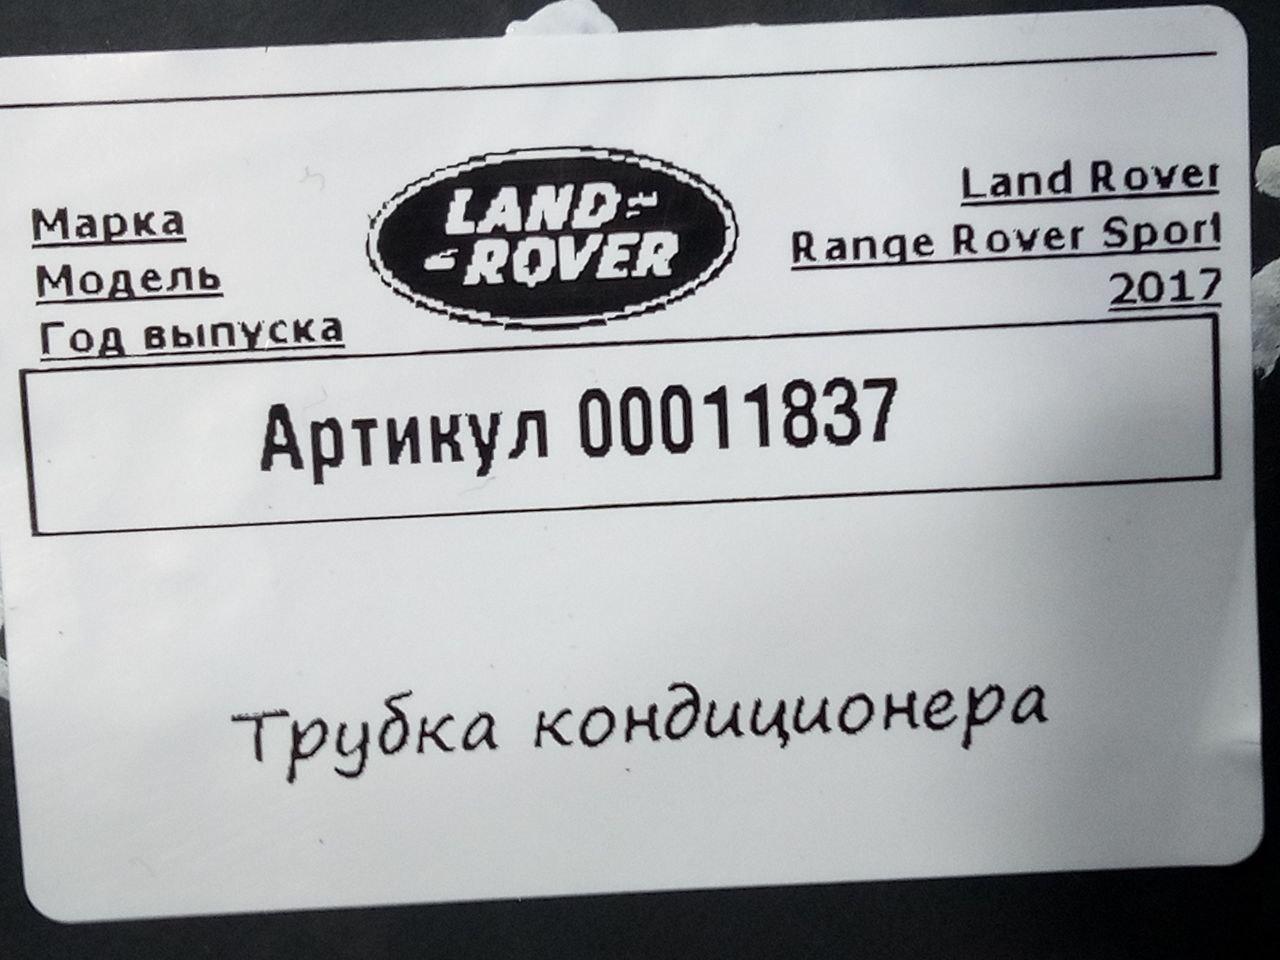 Марка
Модель
Год выпуска
LAND
ROVER
Land Rover
Range Rover Sport
2017
Артикул 00011837
Трубка кондиционера